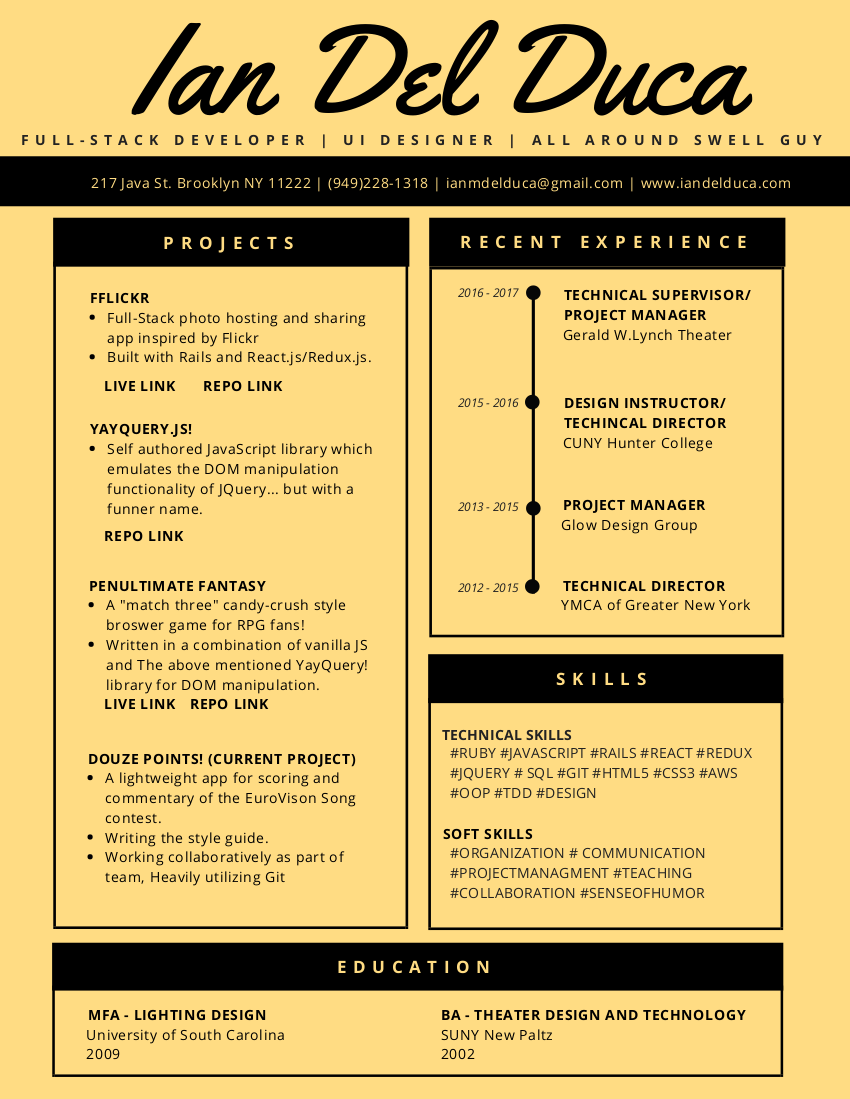 Ian Del Duca
FULL-STACK DEVELOPER | UI DESIGNER | ALL AROUND SWELL GUY
217 Java St. Brooklyn NY 11222 | (949)228-1318 | ianmdelduca@gmail.com | www.iandelduca.com
PROJECTS
FFLICKR
• Full-Stack photo hosting and sharing
app inspired by Flickr
• Built with Rails and React.js/Redux.js.
LIVE LINK REPO LINK
YAYQUERY.JS!
• Self authored JavaScript library which
emulates the DOM manipulation
functionality of JQuery... but with a
funner name.
REPO LINK
PENULTIMATE FANTASY
• A "match three" candy-crush style
broswer game for RPG fans!
• Written in a combination of vanilla JS
and The above mentioned YayQuery!
library for DOM manipulation.
LIVE LINK REPO LINK
DOUZE POINTS! (CURRENT PROJECT)
• A lightweight app for scoring and
commentary of the EuroVison Song
contest.
• Writing the style guide.
• Working collaboratively as part of
team, Heavily utilizing Git
RECENT EXPERIENCE
2016 - 2017 TECHNICAL SUPERVISOR/
PROJECT MANAGER
Gerald W.Lynch Theater
2015 - 2016 DESIGN INSTRUCTOR/
TECHINCAL DIRECTOR
CUNY Hunter College
2013 - 2015 PROJECT MANAGER
Glow Design Group
2012 - 2015 TECHNICAL DIRECTOR
YMCA of Greater New York
SKILLS
TECHNICAL SKILLS
#RUBY #JAVASCRIPT #RAILS #REACT #REDUX
#JQUERY # SQL #GIT #HTML5 #CSS3 #AWS
#OOP #TDD #DESIGN
SOFT SKILLS
#ORGANIZATION # COMMUNICATION
#PROJECTMANAGMENT #TEACHING
#COLLABORATION #SENSEOFHUMOR
EDUCATION
MFA - LIGHTING DESIGN
University of South Carolina
2009
BA - THEATER DESIGN AND TECHNOLOGY
SUNY New Paltz
2002